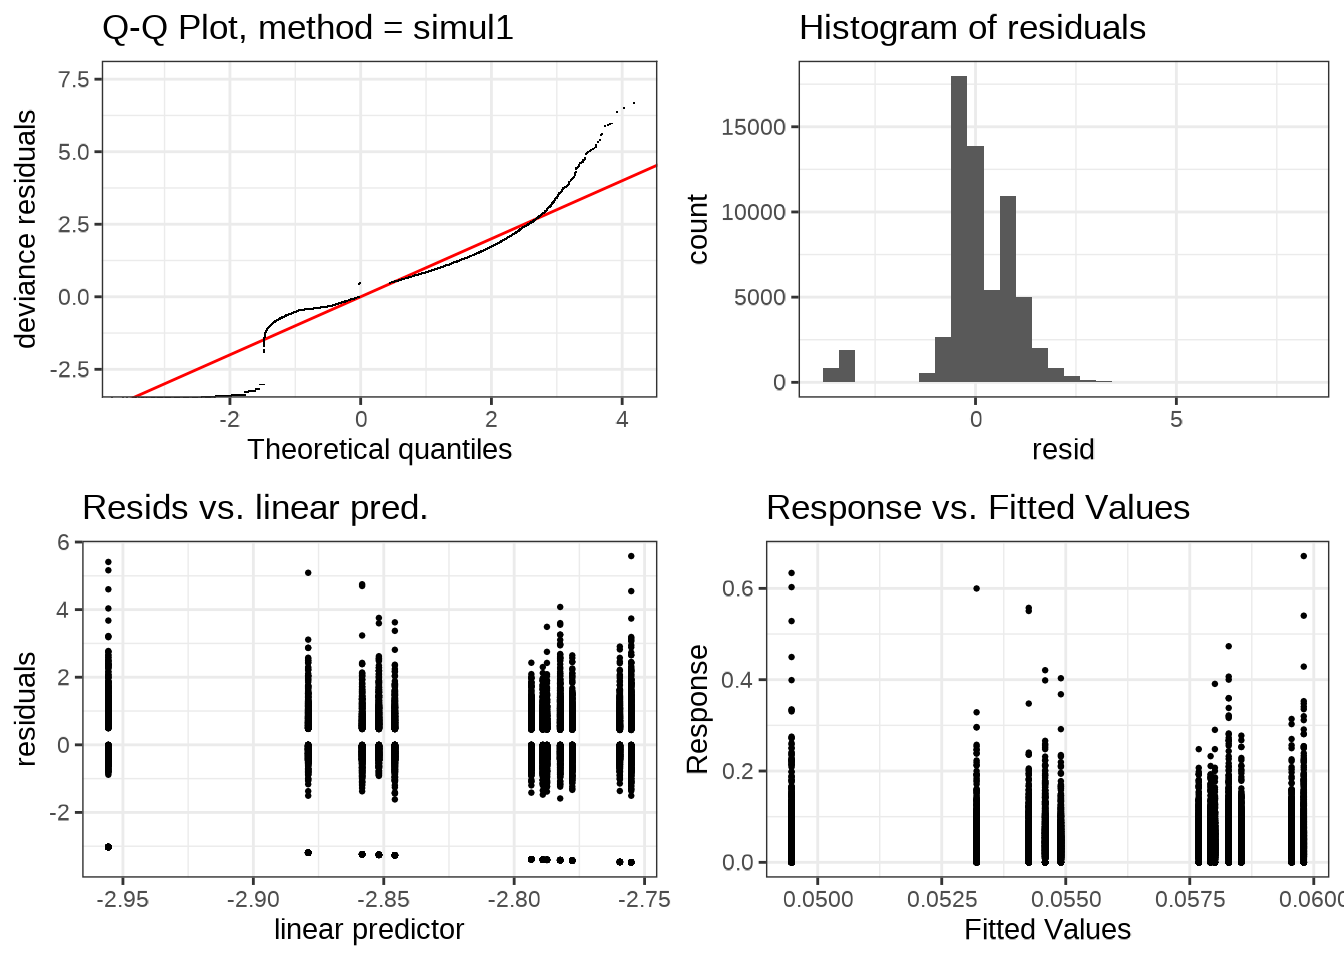 Q-Q Plot, method = simul1
7.5
5.0
2.5
0.0
-2.5
deviance residuals
-2
0
2
4
Theoretical quantiles
Histogram of residuals
15000
10000
5000
0
count
0
5
resid
Resids vs. linear pred.
6
4
2
0
-2
residuals
-2.95
-2.90
-2.85
-2.80
-2.75
linear predictor
Response vs. Fitted Values
0.6
0.4
0.2
0.0
Response
0.0500
0.0525
0.0550
0.0575
0.0600
Fitted Values